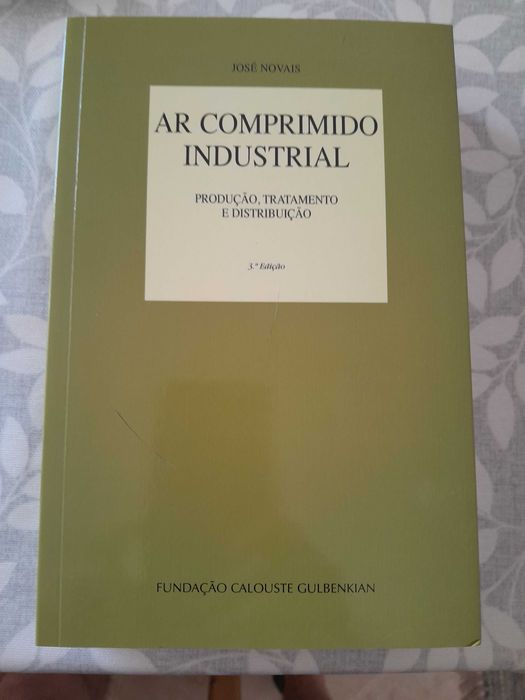 JOSÉ NOVAIS
AR COMPRIMIDO
INDUSTRIAL
PRODUÇÃO, TRATAMENTO
E DISTRIBUIÇÃO
3.ª Edição
FUNDAÇÃO CALOUSTE GULBENKIAN